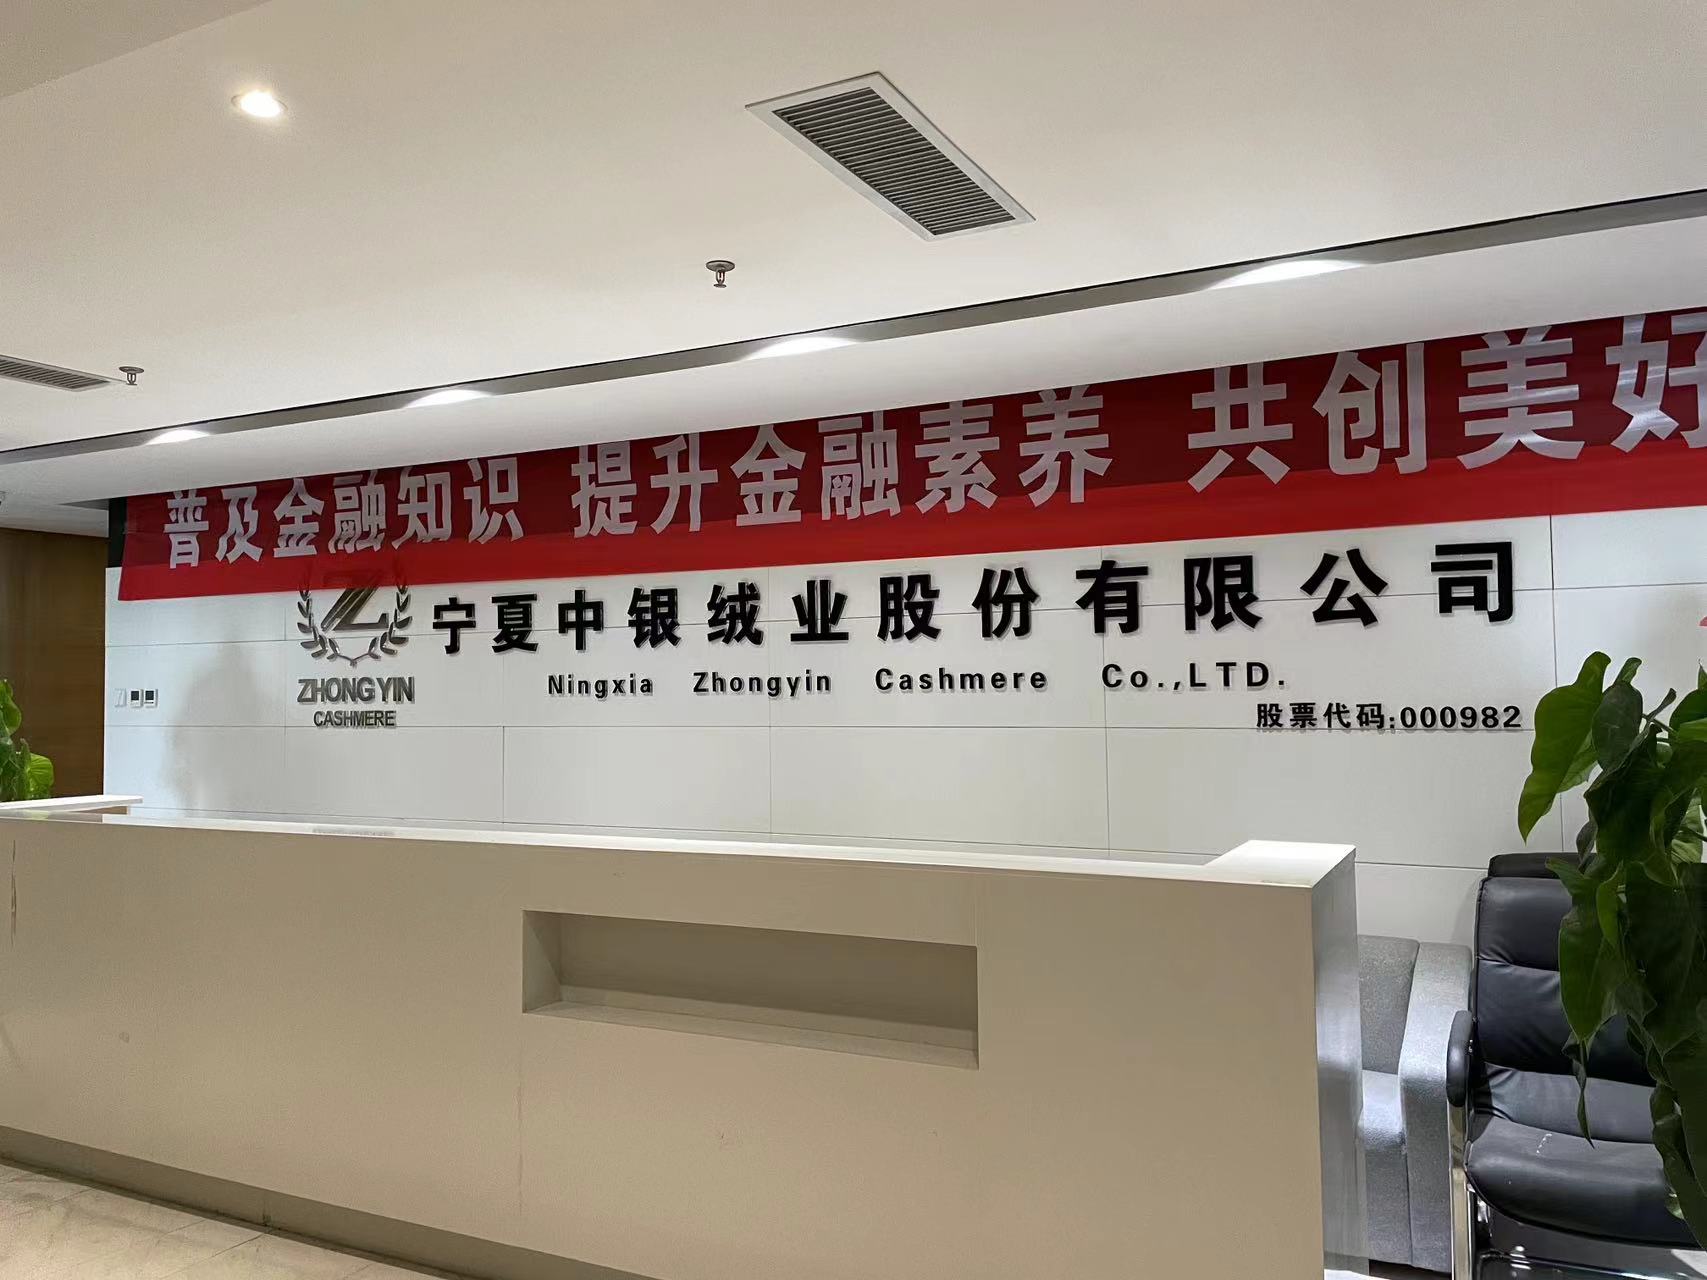 普及金融知识 提升金融素养 共创美好
宁夏中银绒业股份有限公司
Ningxia Zhongyin Cashmere Co.,LTD.
股票代码:000982
Z
ZHONGYIN
CASHMERE